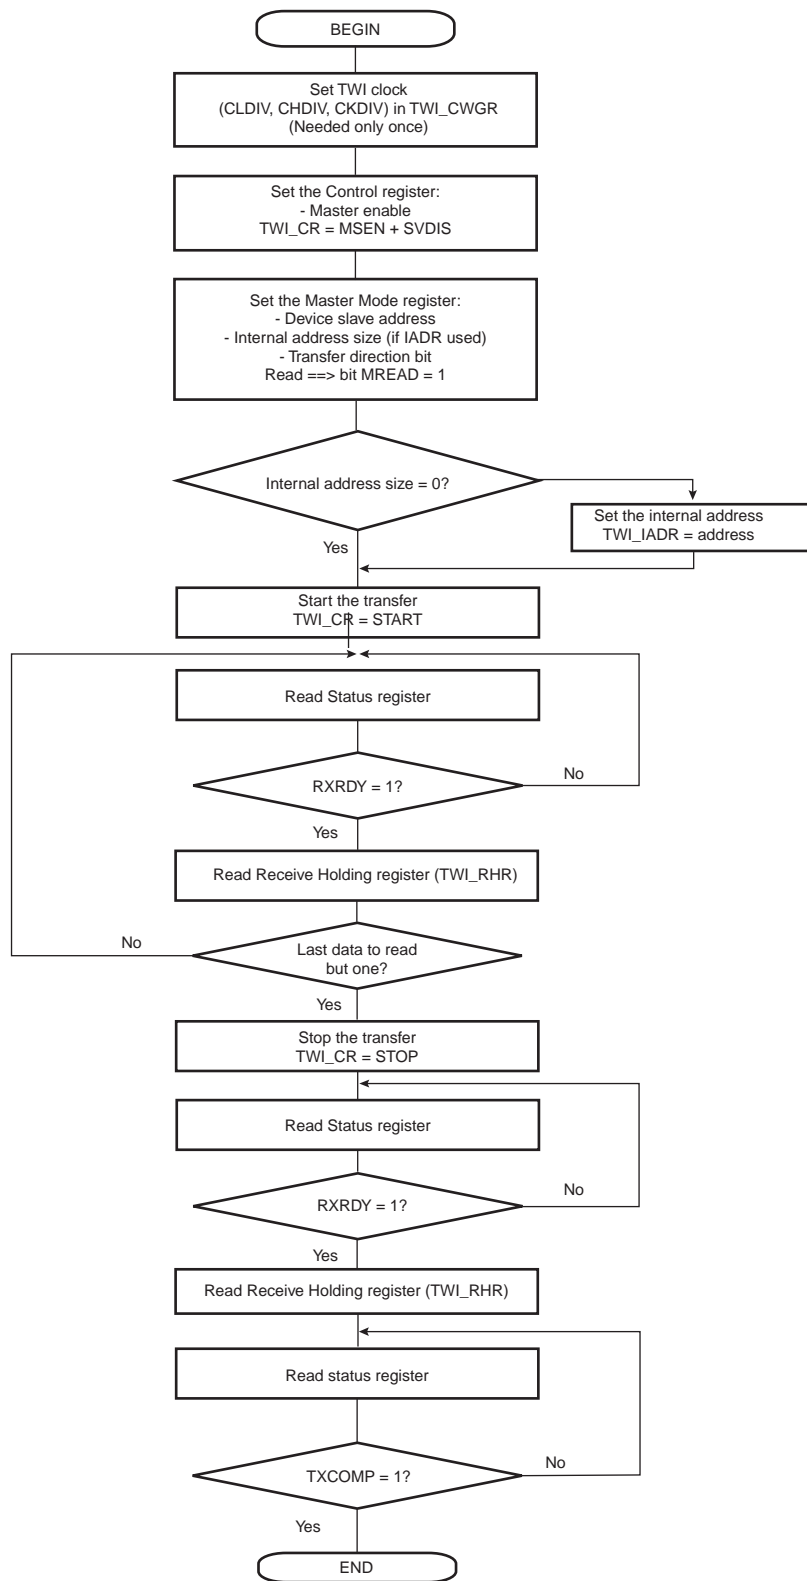 BEGIN
Set TWI clock
(CLDIV, CHDIV, CKDIV) in TWI_CWGR
(Needed only once)
Set the Control register:
- Master enable
TWI_CR = MSEN + SVDIS
Set the Master Mode register:
- Device slave address
- Internal address size (if IADR used)
- Transfer direction bit
Read ==> bit MREAD = 1
Internal address size = 0?
Set the internal address
TWI_IADR = address
Yes
Start the transfer
TWI_CR = START
Read Status register
RXRDY = 1?
No
Yes
Read Receive Holding register (TWI_RHR)
No
Last data to read
but one?
Yes
Stop the transfer
TWI_CR = STOP
Read Status register
RXRDY = 1?
No
Yes
Read Receive Holding register (TWI_RHR)
Read status register
TXCOMP = 1?
No
Yes
END